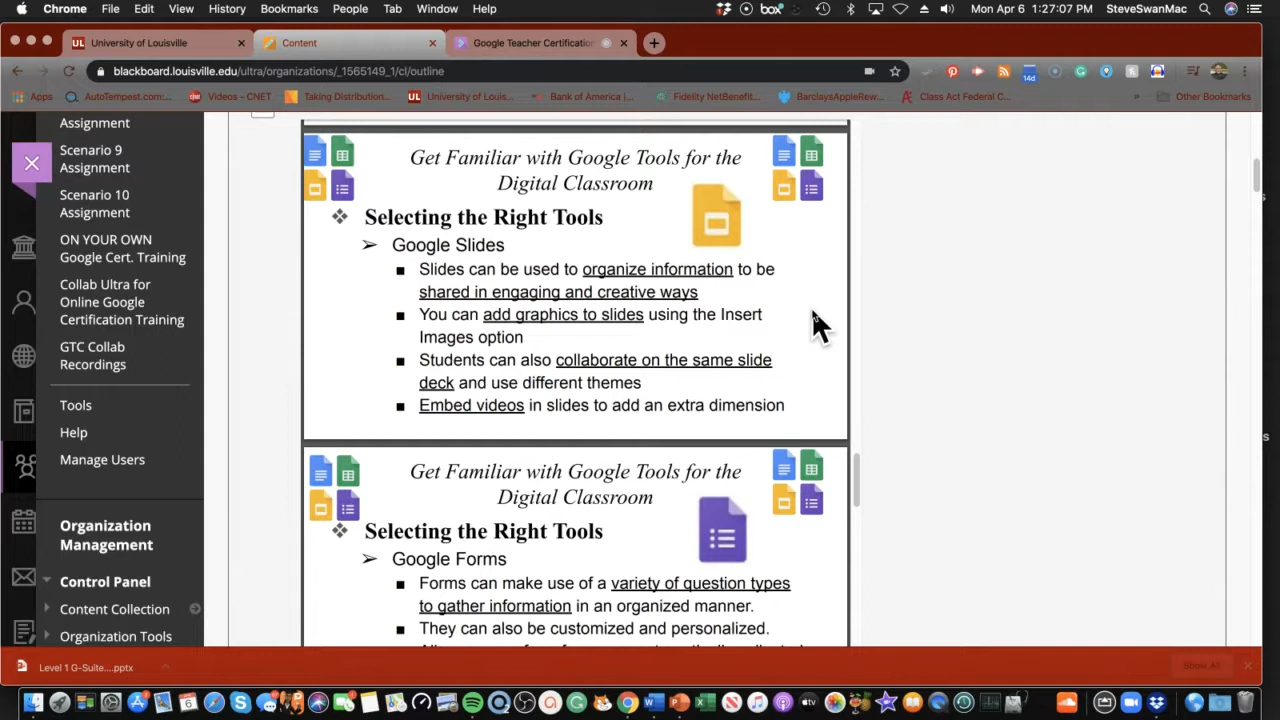 Chrome File Edit View History Bookmarks People Tab Window Help
box
Mon Apr 6 1:27:07 PM SteveSwanMac
UL University of Louisville
Content
Google Teacher Certification
blackboard.louisville.edu/ultra/organizations/_1565149_1/cl/outline
14d
Apps AutoTempest.com:... Videos - CNET Taking Distribution... UL University of Louis... Bank of America |... Fidelity NetBenefit... BarclaysAppleRew... Class Act Federal C... » Other Bookmarks
Assignment
Scenario 9
Assignment
Scenario 10
Assignment
ON YOUR OWN
Google Cert. Training
Collab Ultra for
Online Google
Certification Training
GTC Collab
Recordings
Tools
Help
Manage Users
Organization
Management
Control Panel
Content Collection
Organization Tools
Get Familiar with Google Tools for the
Digital Classroom
Selecting the Right Tools
Google Slides
Slides can be used to organize information to be
shared in engaging and creative ways
You can add graphics to slides using the Insert
Images option
Students can also collaborate on the same slide
deck and use different themes
Embed videos in slides to add an extra dimension
Get Familiar with Google Tools for the
Digital Classroom
Selecting the Right Tools
Google Forms
Forms can make use of a variety of question types
to gather information in an organized manner.
They can also be customized and personalized.
Level 1 G-Suite....pptx
Show All